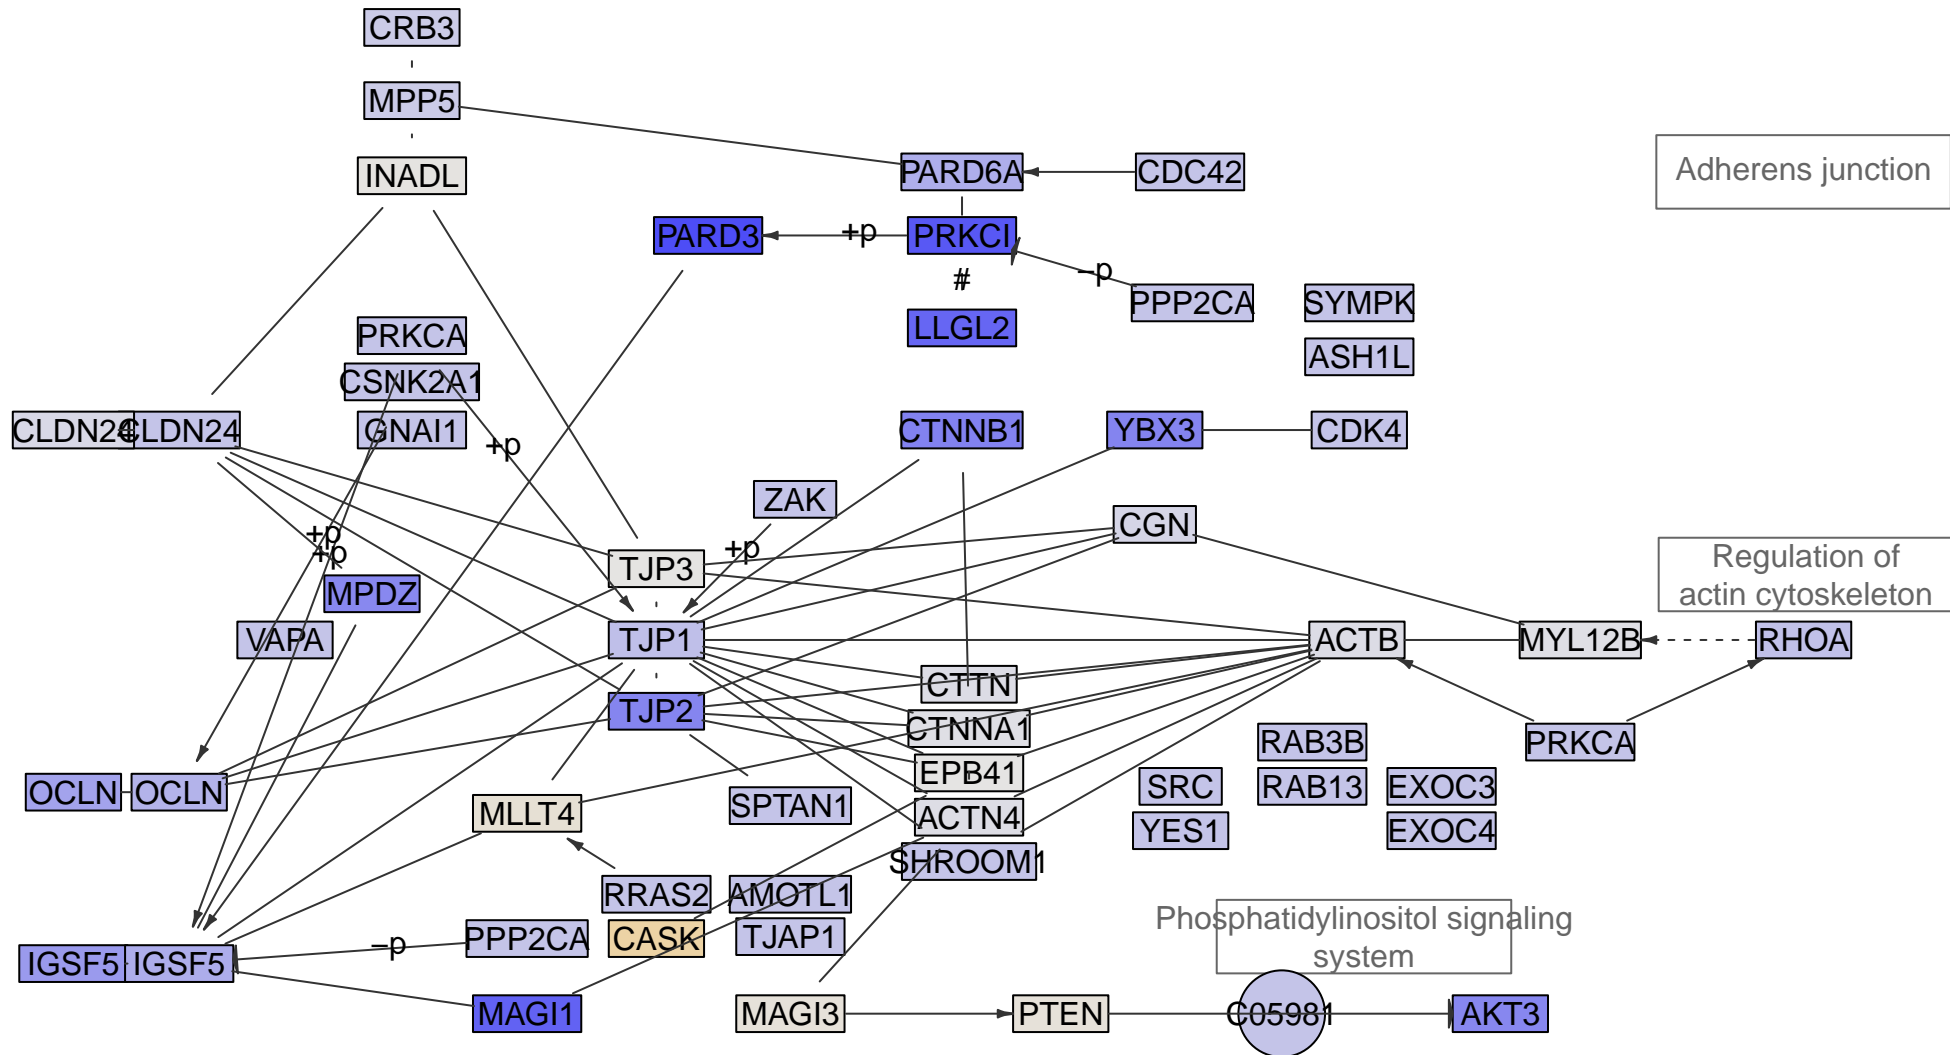 CRB3
MPP5
INADL
PARD6A
CDC42
Adherens junction
PARD3
+p
PRKCI
#
−p
PPP2CA
SYMPK
LLGL2
PRKCA
ASH1L
CSNK2A1
CLDN24
CLDN24
GNAI1
+p
CTNNB1
YBX3
CDK4
ZAK
CGN
+p
+p
+p
TJP3
Regulation of
actin cytoskeleton
MPDZ
VAPA
TJP1
ACTB
MYL12B
RHOA
CTTN
TJP2
CTNNA1
RAB3B
PRKCA
EPB41
OCLN
OCLN
SRC
RAB13
EXOC3
MLLT4
SPTAN1
ACTN4
YES1
EXOC4
SHROOM1
RRAS2
AMOTL1
Phosphatidylinositol signaling
system
PPP2CA
CASK
TJAP1
−p
IGSF5
IGSF5
MAGI1
MAGI3
PTEN
C05981
AKT3